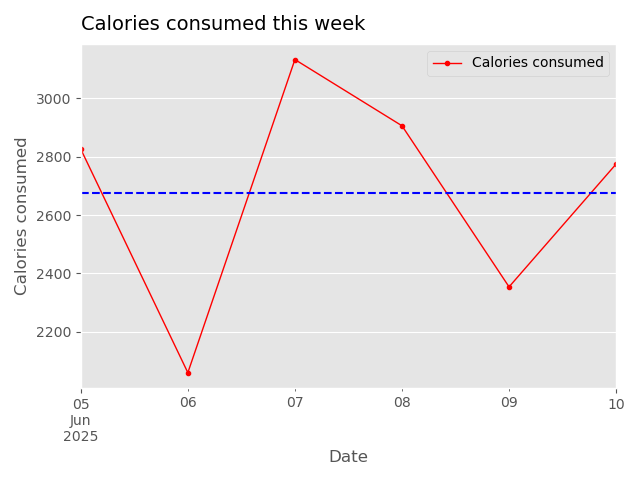 Calories consumed this week
Calories consumed
3000
2800
2600
2400
2200
Calories consumed
05 06 07 08 09 10
Jun
2025
Date